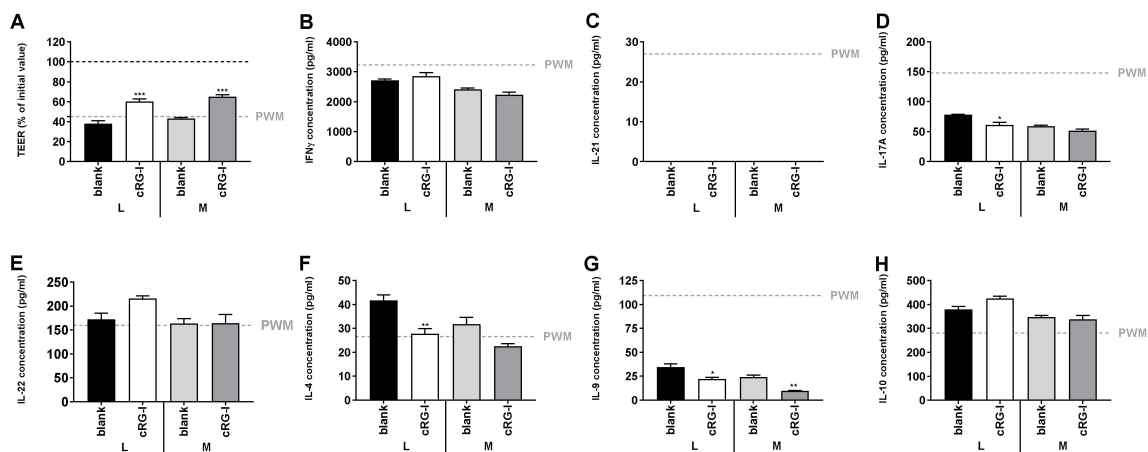 A
TEER (% of initial value)
120
100
80
60
40
20
0
***
***
PWM
blank
cRG-I
blank
cRG-I
L
M
B
IFNγ concentration (pg/ml)
4000
3000
2000
1000
0
PWM
blank
cRG-I
blank
cRG-I
L
M
C
IL-21 concentration (pg/ml)
30
20
10
0
PWM
blank
cRG-I
blank
cRG-I
L
M
D
IL-17A concentration (pg/ml)
200
150
100
50
0
*
PWM
blank
cRG-I
blank
cRG-I
L
M
E
IL-22 concentration (pg/ml)
250
200
150
100
50
0
PWM
blank
cRG-I
blank
cRG-I
L
M
F
IL-4 concentration (pg/ml)
50
40
30
20
10
0
**
PWM
blank
cRG-I
blank
cRG-I
L
M
G
IL-9 concentration (pg/ml)
125
100
75
50
25
0
*
**
PWM
blank
cRG-I
blank
cRG-I
L
M
H
IL-10 concentration (pg/ml)
500
400
300
200
100
0
PWM
blank
cRG-I
blank
cRG-I
L
M